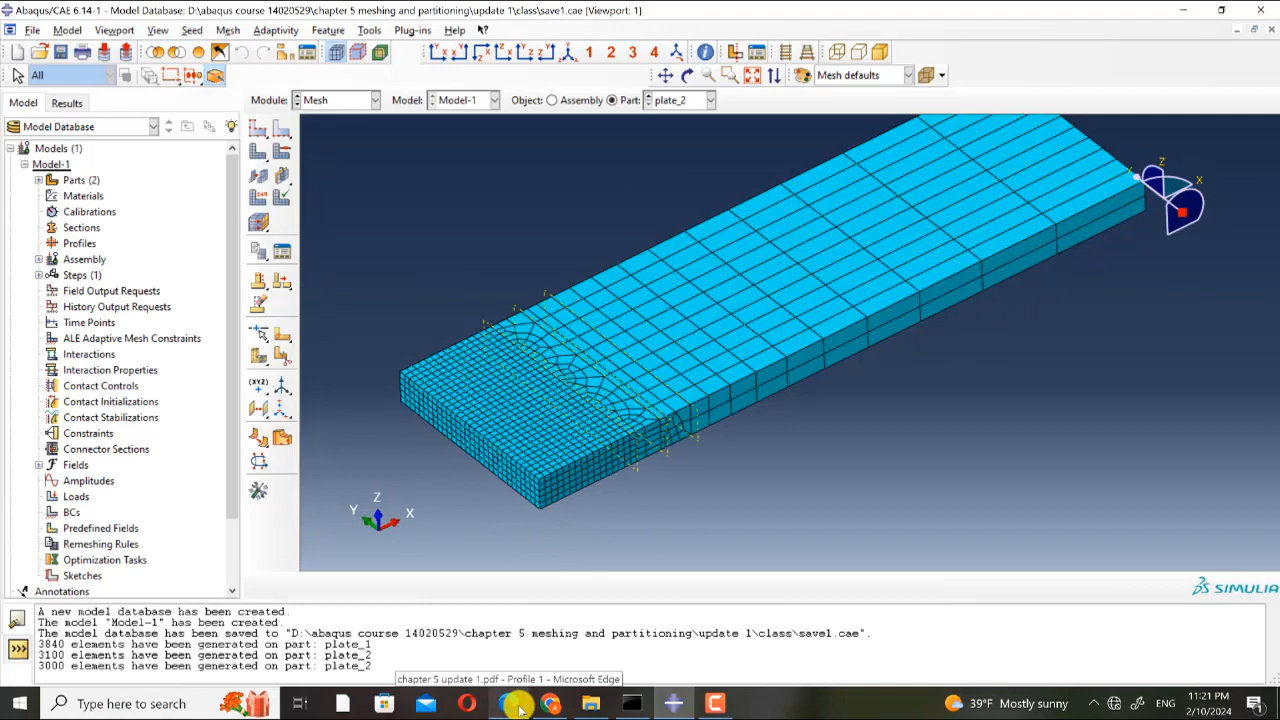 Abaqus/CAE 6.14-1 - Model Database: D:\abaqus course 14020529\chapter 5 meshing and partitioning\update 1\class\save1.cae [Viewport: 1]
File Model Viewport View Seed Mesh Adaptivity Feature Tools Plug-ins Help
1 2 3 4
All
Mesh defaults
Model Results
Module: Mesh Model: Model-1 Object: Assembly Part: plate_2
Model Database
Models (1)
Model-1
Parts (2)
Materials
Calibrations
Sections
Profiles
Assembly
Steps (1)
Field Output Requests
History Output Requests
Time Points
ALE Adaptive Mesh Constraints
Interactions
Interaction Properties
Contact Controls
Contact Initializations
Contact Stabilizations
Constraints
Connector Sections
Fields
Amplitudes
Loads
BCs
Predefined Fields
Remeshing Rules
Optimization Tasks
Sketches
Annotations
Z
X
Z
Y
X
SIMULIA
A new model database has been created.
The model "Model-1" has been created.
The model database has been saved to "D:\abaqus course 14020529\chapter 5 meshing and partitioning\update 1\class\save1.cae".
3840 elements have been generated on part: plate_1
3100 elements have been generated on part: plate_2
3000 elements have been generated on part: plate_2
chapter 5 update 1.pdf - Profile 1 - Microsoft Edge
Type here to search
39°F Mostly sunny
ENG
11:21 PM
2/10/2024